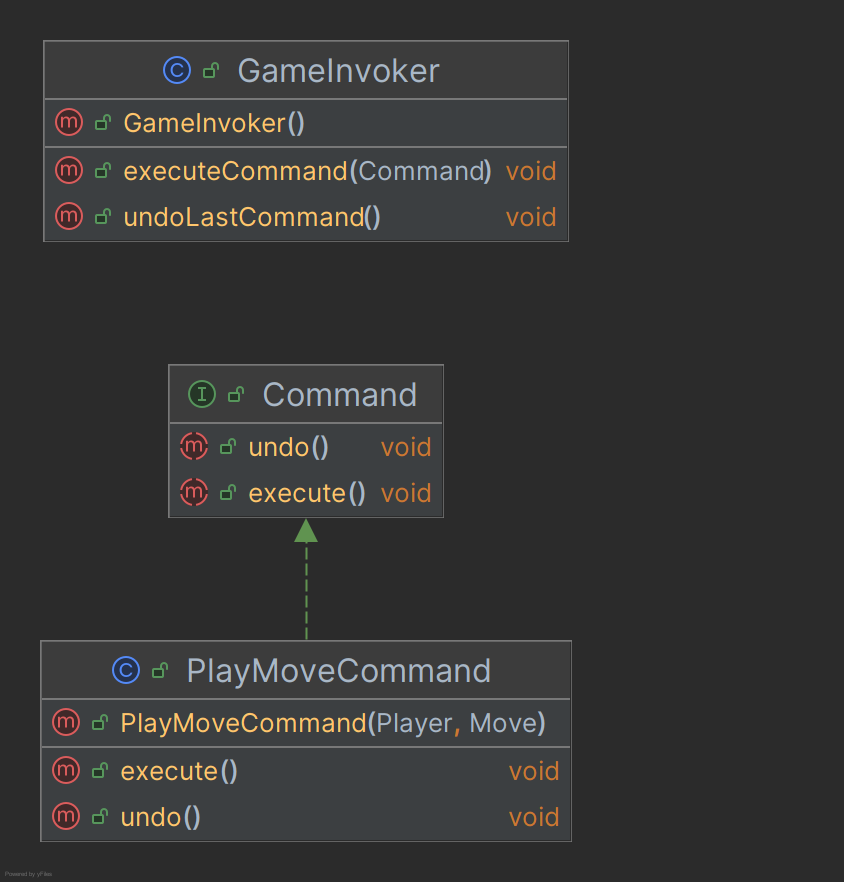 GameInvoker
GameInvoker()
executeCommand(Command) void
undoLastCommand() void
Command
undo() void
execute() void
PlayMoveCommand
PlayMoveCommand(Player, Move)
execute() void
undo() void
Powered by yFiles